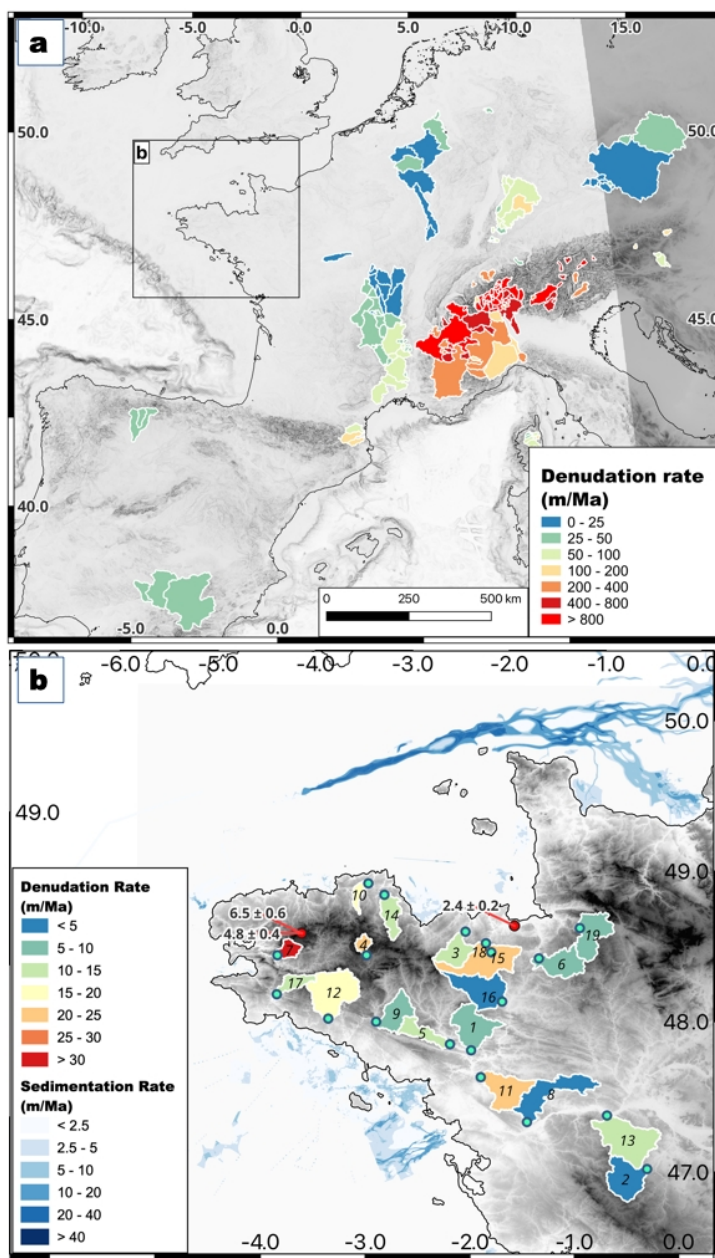 a
-10.0 -5.0 -0.0 5.0 10.0 15.0
50.0 50.0
b
45.0 45.0
40.0
Denudation rate
(m/Ma)
0 - 25
25 - 50
50 - 100
100 - 200
200 - 400
400 - 800
> 800
0 250 500 km
-5.0 0.0
b
-6.0 -5.0 -4.0 -3.0 -2.0 -1.0 0.0
50.0
49.0
49.0
Denudation Rate
(m/Ma)
< 5
5 - 10
10 - 15
15 - 20
20 - 25
25 - 30
> 30
Sedimentation Rate
(m/Ma)
< 2.5
2.5 - 5
5 - 10
10 - 20
20 - 40
> 40
6.5 ± 0.6
4.8 ± 0.4
2.4 ± 0.2
10
14
7
4
3
18
15
6
19
17
12
9
5
16
1
48.0
11
8
13
2
47.0
-4.0 -3.0 -2.0 -1.0 0.0